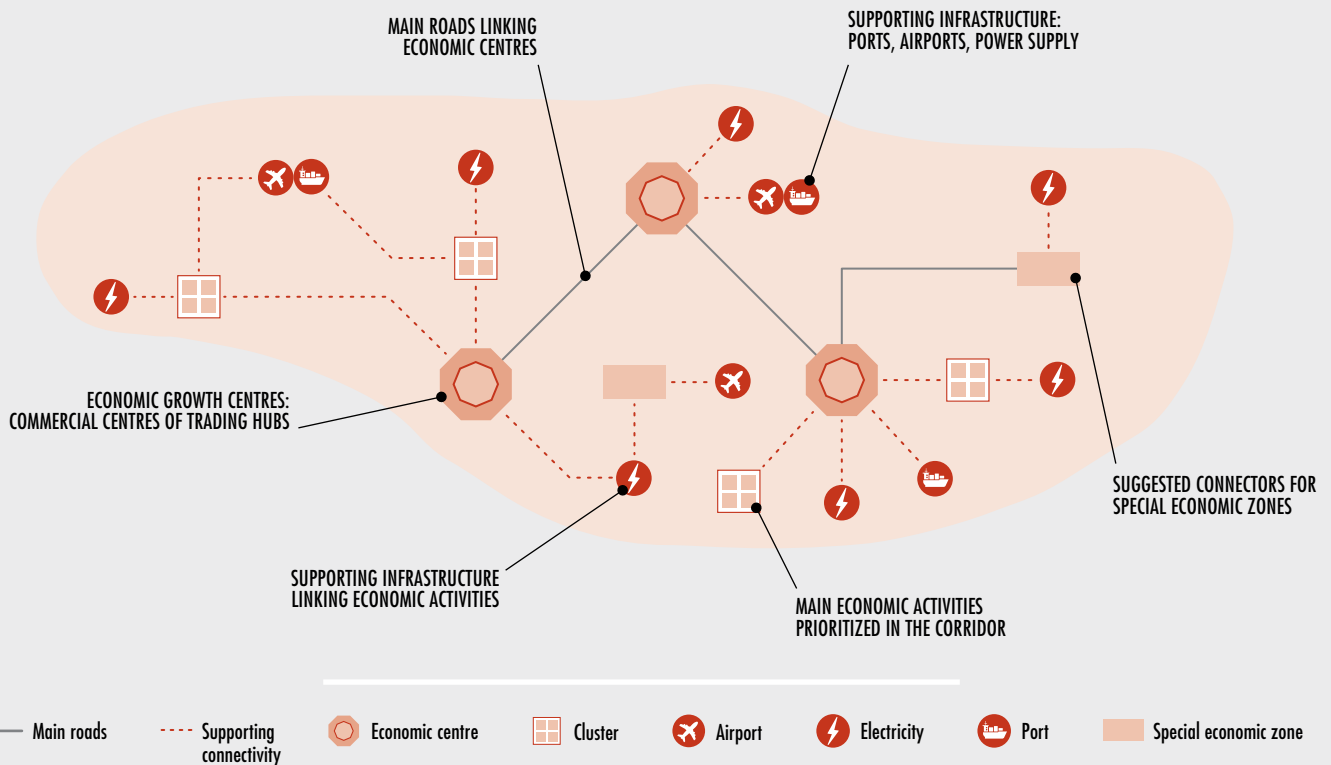 MAIN ROADS LINKING
ECONOMIC CENTRES
SUPPORTING INFRASTRUCTURE:
PORTS, AIRPORTS, POWER SUPPLY
ECONOMIC GROWTH CENTRES:
COMMERCIAL CENTRES OF TRADING HUBS
SUGGESTED CONNECTORS FOR
SPECIAL ECONOMIC ZONES
SUPPORTING INFRASTRUCTURE
LINKING ECONOMIC ACTIVITIES
MAIN ECONOMIC ACTIVITIES
PRIORITIZED IN THE CORRIDOR
Main roads
Supporting
connectivity
Economic centre
Cluster
Airport
Electricity
Port
Special economic zone